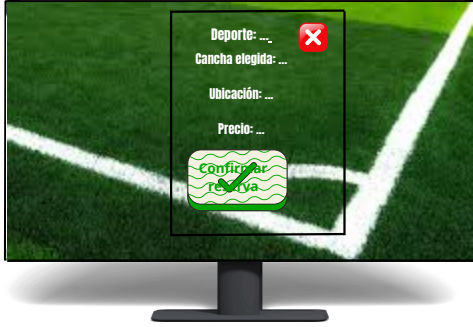 Deporte: ...
Cancha elegida: ...
Ubicación: ...
Precio: ...
Confirmar
reserva